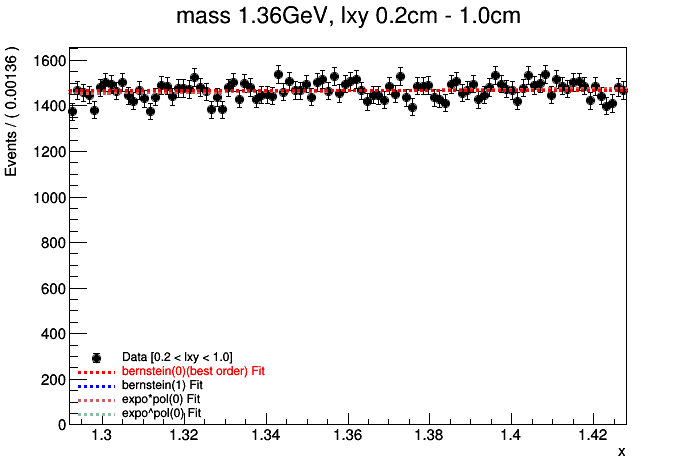 mass 1.36GeV, lxy 0.2cm - 1.0cm
Events / ( 0.00136 )
1600
1400
1200
1000
800
600
400
200
0
Data [0.2 < lxy < 1.0]
bernstein(0)(best order) Fit
bernstein(1) Fit
expo*pol(0) Fit
expo^pol(0) Fit
1.3 1.32 1.34 1.36 1.38 1.4 1.42
x